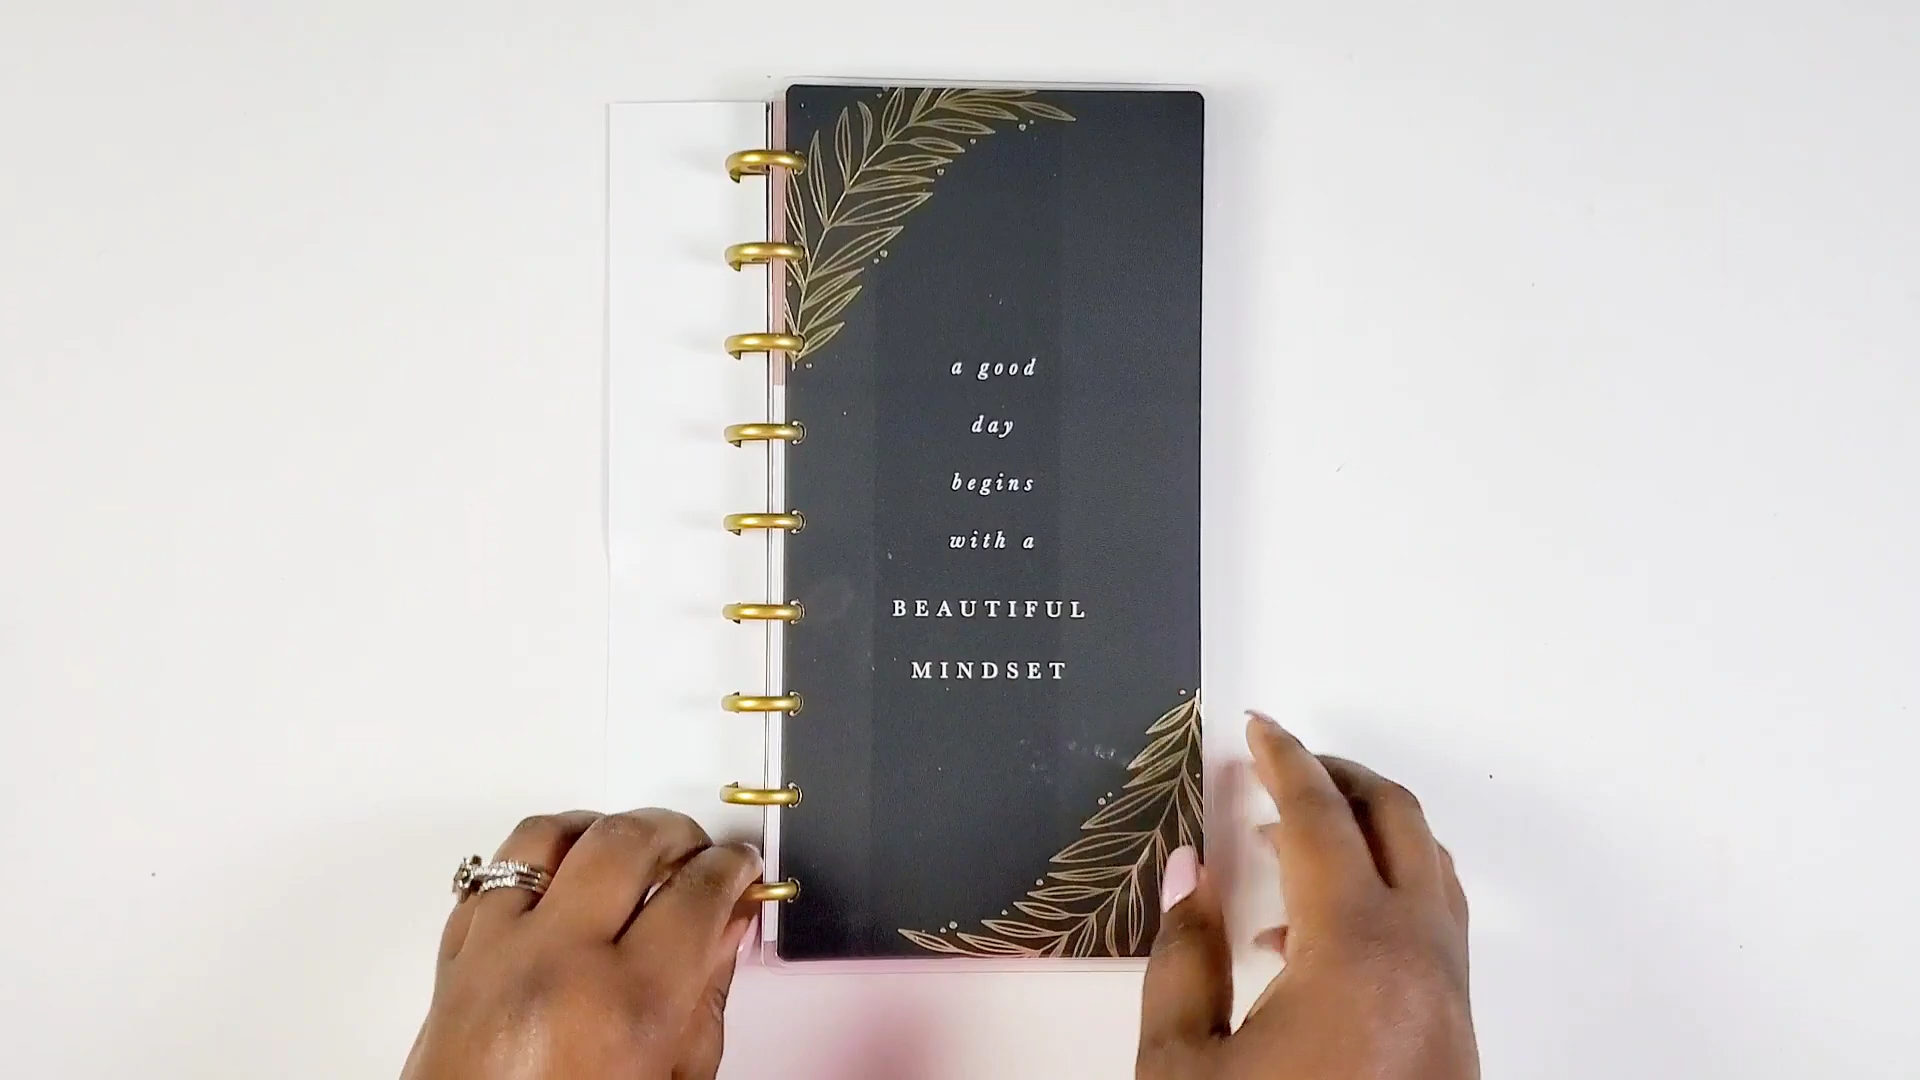 a good
day
begins
with a
BEAUTIFUL
MINDSET